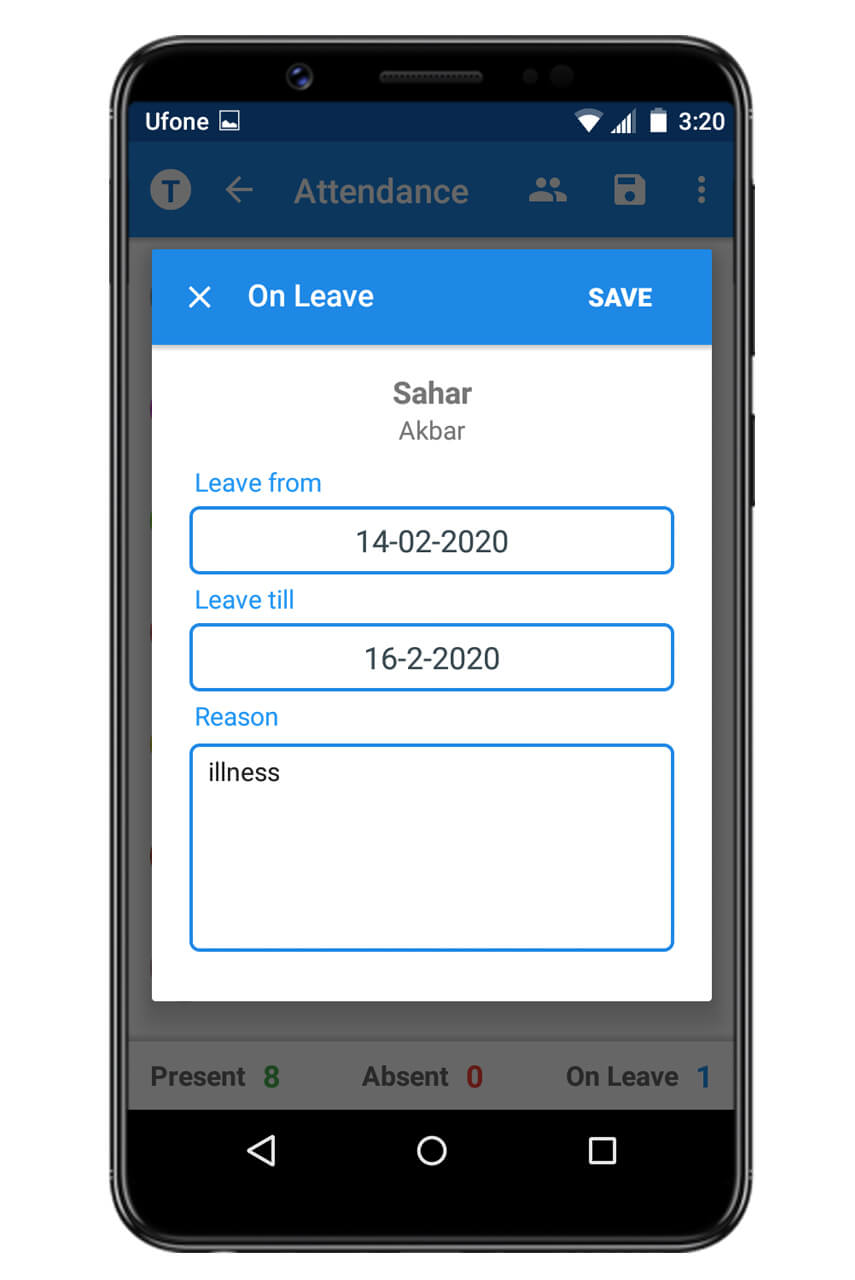 Ufone 3:20
T Attendance
On Leave SAVE
Sahar
Akbar
Leave from
14-02-2020
Leave till
16-2-2020
Reason
illness
Present 8 Absent 0 On Leave 1